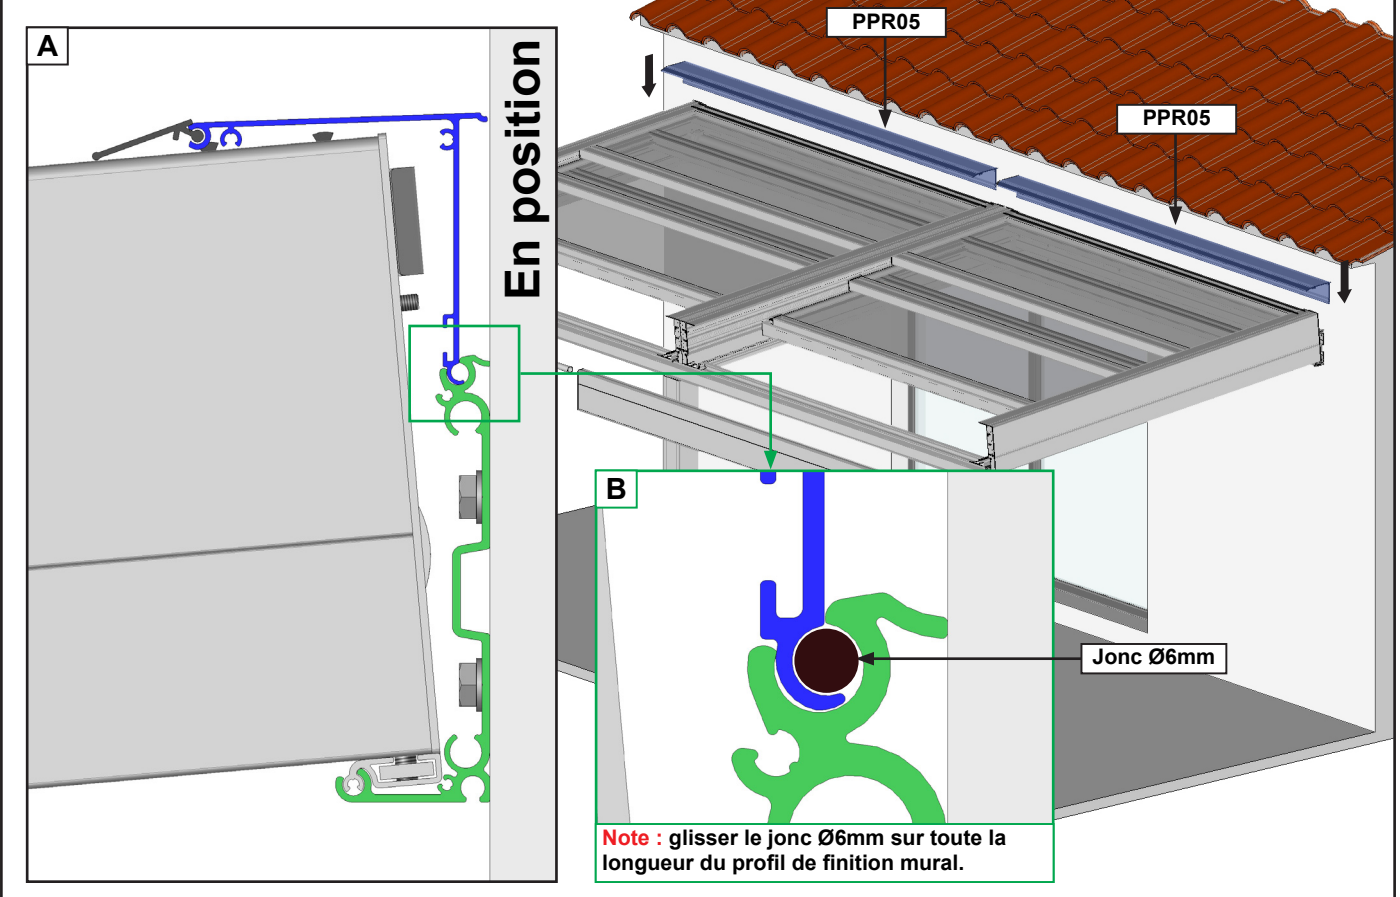 A
En position
PPR05
PPR05
B
Jonc Ø6mm
Note : glisser le jonc Ø6mm sur toute la
longueur du profil de finition mural.